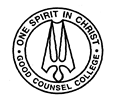 • ONE SPIRIT IN CHRIST •
GOOD COUNSEL COLLEGE